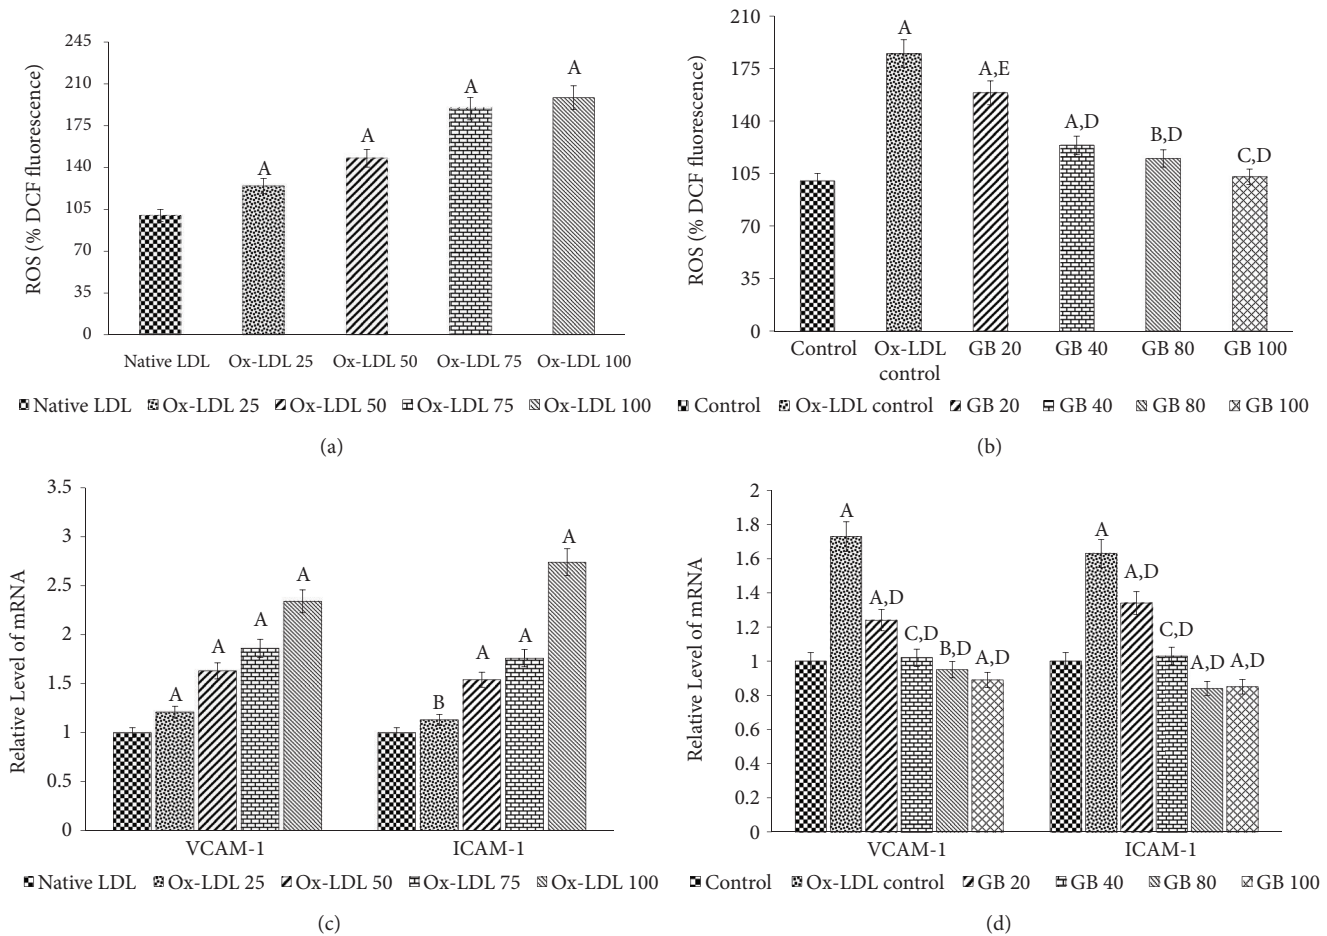 ROS (% DCF fluorescence)
245
210
175
140
105
70
35
0
A
A
A
A
Native LDL
Ox-LDL 25
Ox-LDL 50
Ox-LDL 75
Ox-LDL 100
Native LDL Ox-LDL 25 Ox-LDL 50 Ox-LDL 75 Ox-LDL 100
(a)
ROS (% DCF fluorescence)
210
175
140
105
70
35
0
A
A,E
A,D
B,D
C,D
Control
Ox-LDL
control
GB 20
GB 40
GB 80
GB 100
Control Ox-LDL control GB 20 GB 40 GB 80 GB 100
(b)
Relative Level of mRNA
3.5
3
2.5
2
1.5
1
0.5
0
A
A
A
A
B
A
A
A
VCAM-1
ICAM-1
Native LDL Ox-LDL 25 Ox-LDL 50 Ox-LDL 75 Ox-LDL 100
(c)
Relative Level of mRNA
2
1.8
1.6
1.4
1.2
1
0.8
0.6
0.4
0.2
0
A
A,D
C,D
B,D
A,D
A
A,D
C,D
A,D
A,D
VCAM-1
ICAM-1
Control Ox-LDL control GB 20 GB 40 GB 80 GB 100
(d)